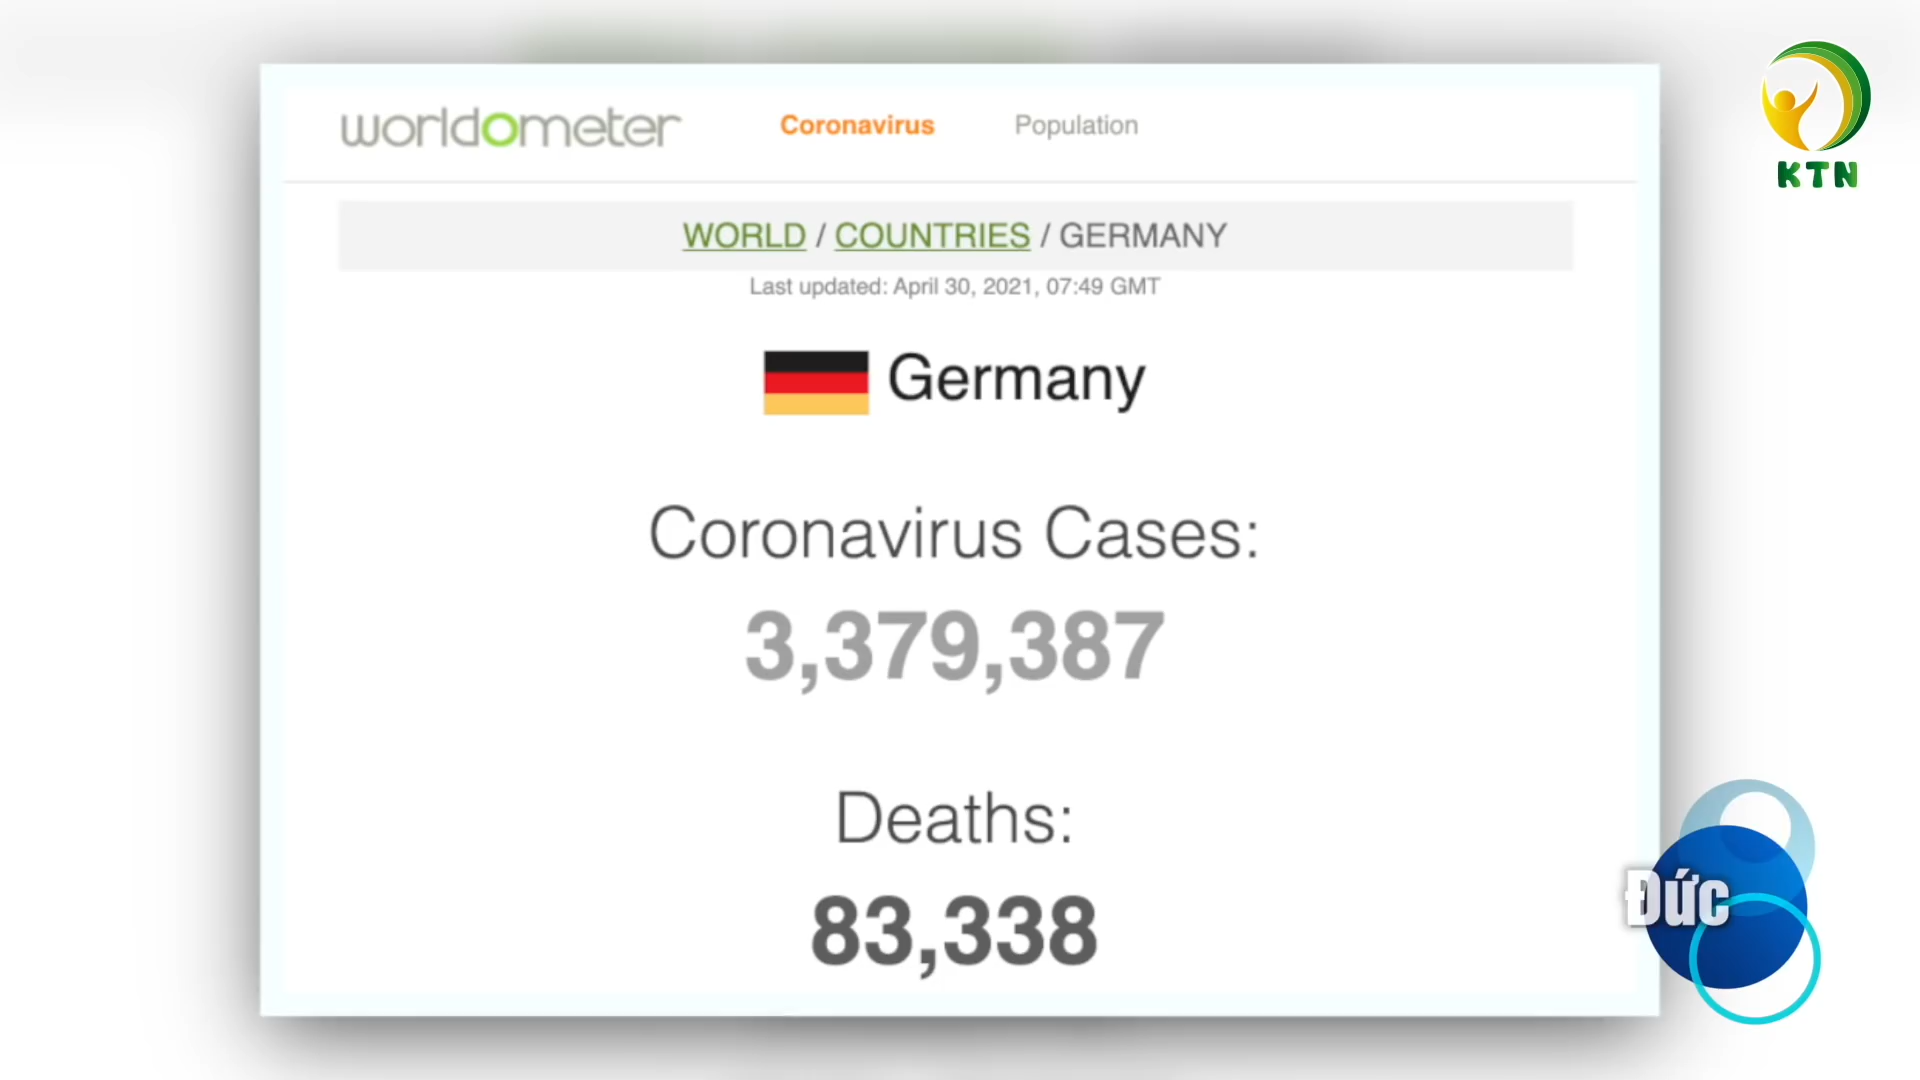 worldometer Coronavirus Population
KTN
WORLD / COUNTRIES / GERMANY
Last updated: April 30, 2021, 07:49 GMT
Germany
Coronavirus Cases:
3,379,387
Deaths:
83,338
Đức